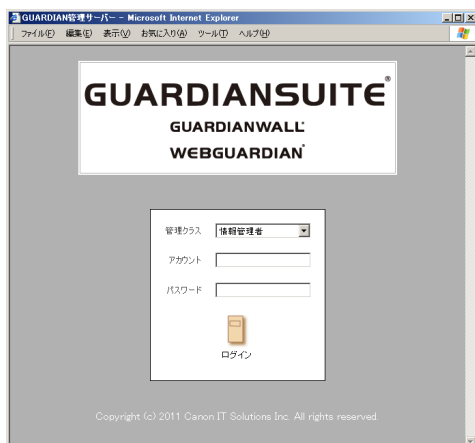 GUARDIAN管理サーバー - Microsoft Internet Explorer
ファイル(F) 編集(E) 表示(V) お気に入り(A) ツール(T) ヘルプ(H)
GUARDIANSUITE®
GUARDIANWALL
WEBGUARDIAN
管理クラス 情報管理者
アカウント
パスワード
ログイン
Copyright (c) 2011 Canon IT Solutions Inc. All rights reserved.